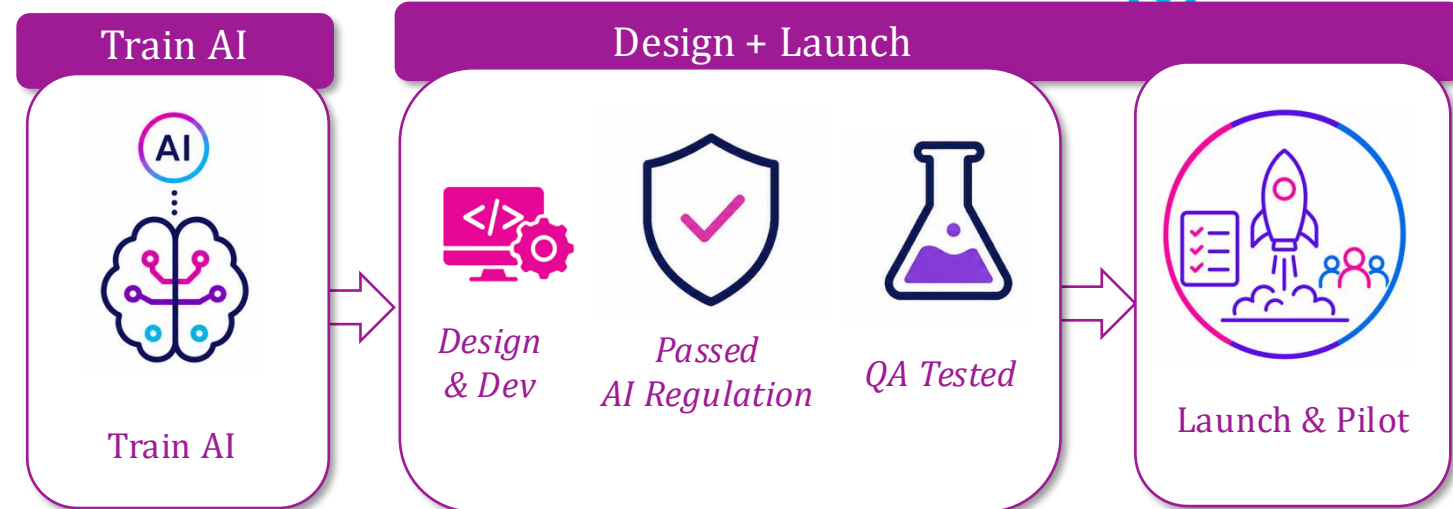 Train AI
Design + Launch
AI
</>
Design
& Dev
Passed
AI Regulation
QA Tested
Train AI
Launch & Pilot